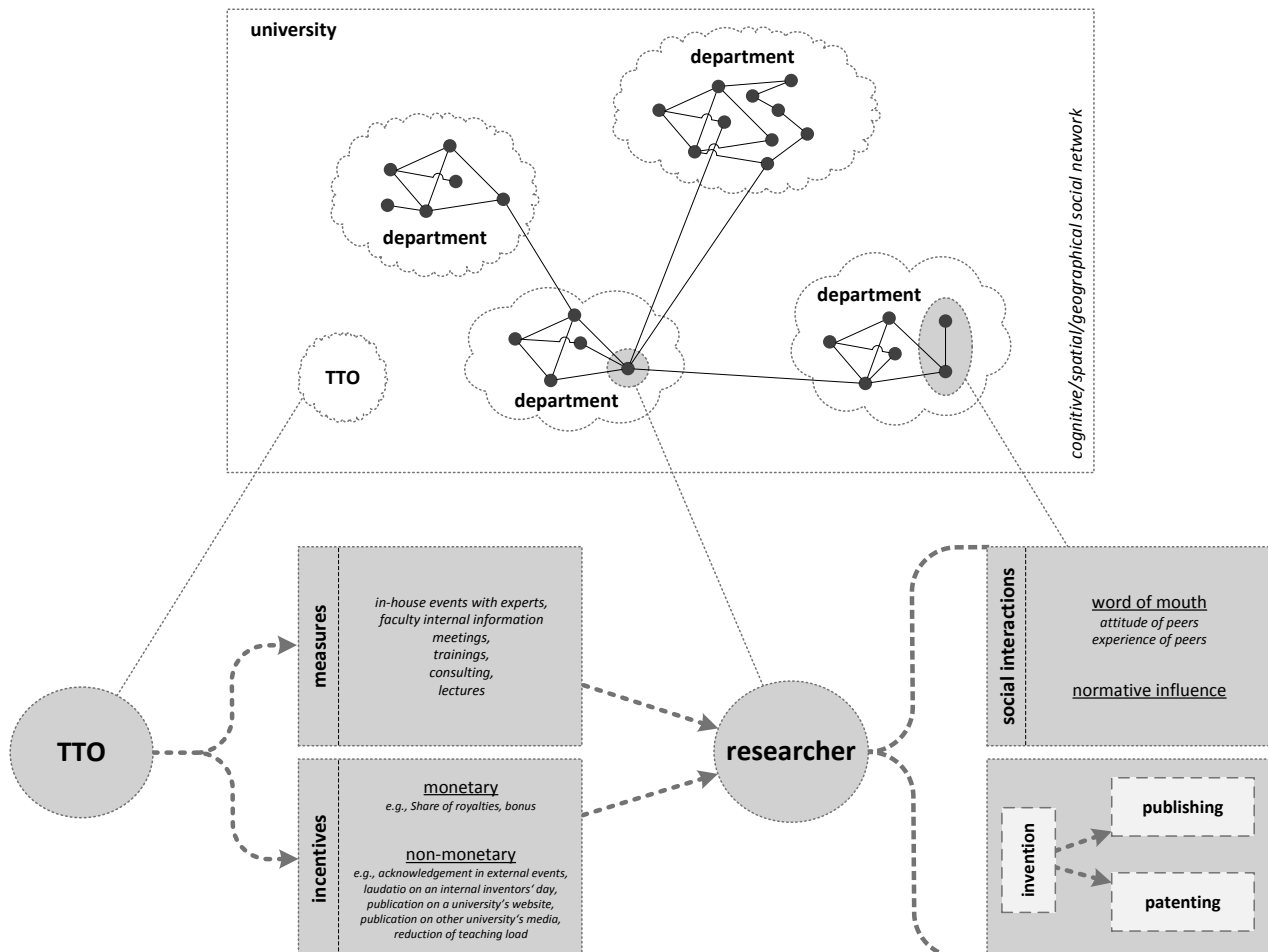 university
department
department
department
department
TTO
cognitive/spatial/geographical social network
TTO
measures
in-house events with experts,
faculty internal information
meetings,
trainings,
consulting,
lectures
incentives
monetary
e.g., Share of royalties, bonus
non-monetary
e.g., acknowledgement in external events,
laudatio on an internal inventors' day,
publication on a university's website,
publication on other university's media,
reduction of teaching load
researcher
social interactions
word of mouth
attitude of peers
experience of peers
normative influence
invention
publishing
patenting